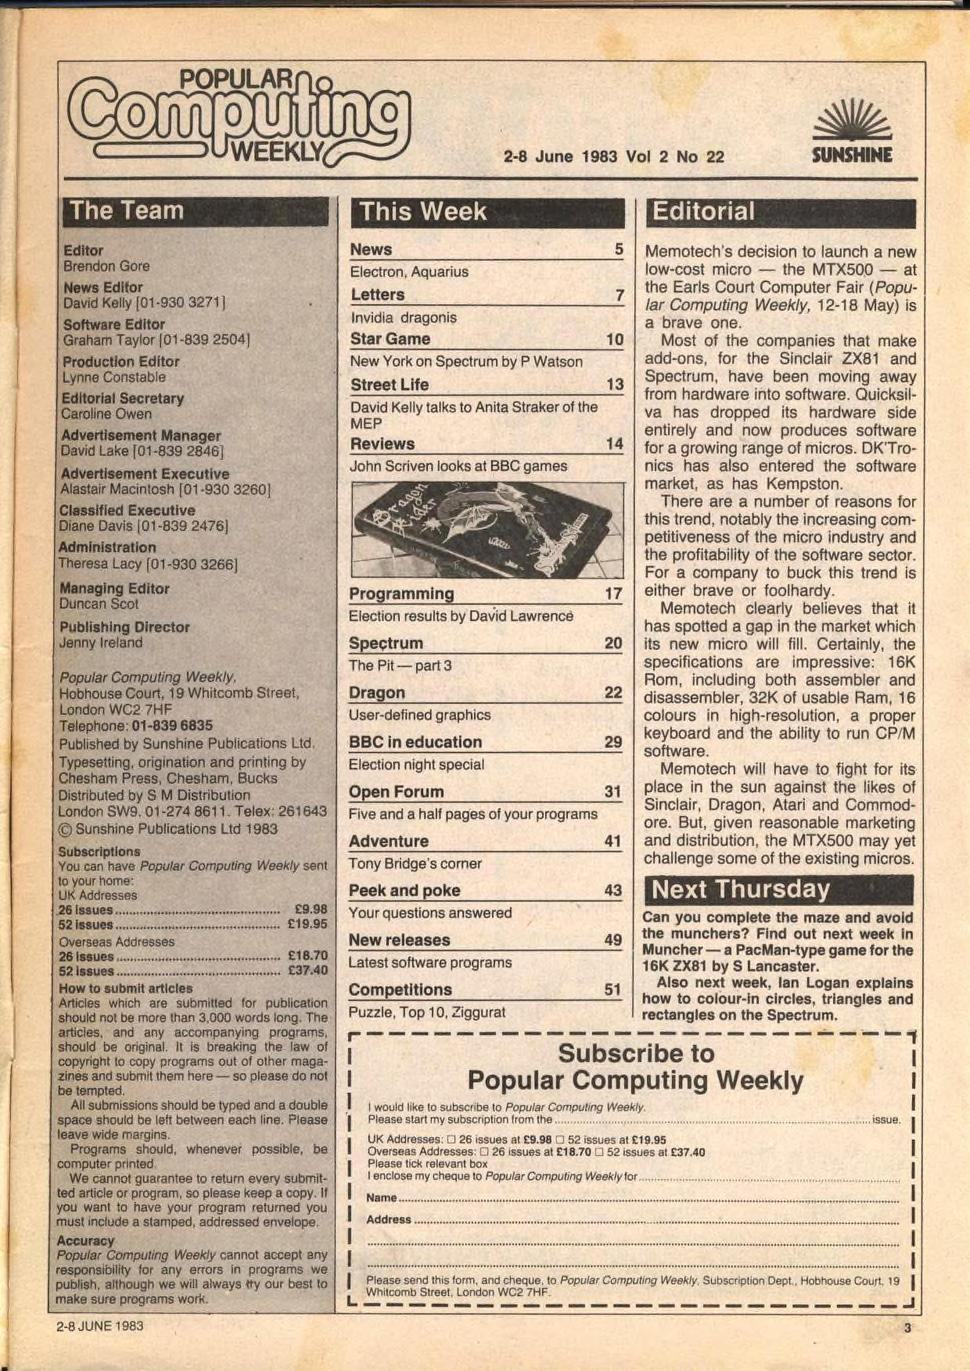 POPULAR
Computing
WEEKLY
2-8 June 1983 Vol 2 No 22
SUNSHINE
The Team
Editor
Brendon Gore
News Editor
David Kelly [01-930 3271]
Software Editor
Graham Taylor [01-839 2504]
Production Editor
Lynne Constable
Editorial Secretary
Caroline Owen
Advertisement Manager
David Lake [01-839 2846]
Advertisement Executive
Alastair Macintosh [01-930 3260]
Classified Executive
Diane Davis [01-839 2476]
Administration
Theresa Lacy [01-930 3266]
Managing Editor
Duncan Scot
Publishing Director
Jenny Ireland
Popular Computing Weekly,
Hobhouse Court, 19 Whitcomb Street,
London WC2 7HF
Telephone: 01-839 6835
Published by Sunshine Publications Ltd.
Typesetting, origination and printing by
Chesham Press, Chesham, Bucks
Distributed by S M Distribution
London SW9. 01-274 8611. Telex: 261643
© Sunshine Publications Ltd 1983
Subscriptions
You can have Popular Computing Weekly sent
to your home:
UK Addresses
26 issues.......... £9.98
52 issues.......... £19.95
Overseas Addresses
26 issues.......... £18.70
52 issues.......... £37.40
How to submit articles
Articles which are submitted for publication
should not be more than 3,000 words long. The
articles, and any accompanying programs,
should be original. It is breaking the law of
copyright to copy programs out of other maga-
zines and submit them here — so please do not
be tempted.
All submissions should be typed and a double
space should be left between each line. Please
leave wide margins.
Programs should, whenever possible, be
computer printed.
We cannot guarantee to return every submit-
ted article or program, so please keep a copy. If
you want to have your program returned you
must include a stamped, addressed envelope.
Accuracy
Popular Computing Weekly cannot accept any
responsibility for any errors in programs we
publish, although we will always try our best to
make sure programs work.
This Week
News 5
Electron, Aquarius
Letters 7
Invidia dragonis
Star Game 10
New York on Spectrum by P Watson
Street Life 13
David Kelly talks to Anita Straker of the
MEP
Reviews 14
John Scriven looks at BBC games
Dragon
Rider
Programming 17
Election results by David Lawrence
Spectrum 20
The Pit — part 3
Dragon 22
User-defined graphics
BBC in education 29
Election night special
Open Forum 31
Five and a half pages of your programs
Adventure 41
Tony Bridge's corner
Peek and poke 43
Your questions answered
New releases 49
Latest software programs
Competitions 51
Puzzle, Top 10, Ziggurat
Editorial
Memotech's decision to launch a new
low-cost micro — the MTX500 — at
the Earls Court Computer Fair (Popu-
lar Computing Weekly, 12-18 May) is
a brave one.
Most of the companies that make
add-ons, for the Sinclair ZX81 and
Spectrum, have been moving away
from hardware into software. Quicksil-
va has dropped its hardware side
entirely and now produces software
for a growing range of micros. DK'Tro-
nics has also entered the software
market, as has Kempston.
There are a number of reasons for
this trend, notably the increasing com-
petitiveness of the micro industry and
the profitability of the software sector.
For a company to buck this trend is
either brave or foolhardy.
Memotech clearly believes that it
has spotted a gap in the market which
its new micro will fill. Certainly, the
specifications are impressive: 16K
Rom, including both assembler and
disassembler, 32K of usable Ram, 16
colours in high-resolution, a proper
keyboard and the ability to run CP/M
software.
Memotech will have to fight for its
place in the sun against the likes of
Sinclair, Dragon, Atari and Commod-
ore. But, given reasonable marketing
and distribution, the MTX500 may yet
challenge some of the existing micros.
Next Thursday
Can you complete the maze and avoid
the munchers? Find out next week in
Muncher — a PacMan-type game for the
16K ZX81 by S Lancaster.
Also next week, Ian Logan explains
how to colour-in circles, triangles and
rectangles on the Spectrum.
Subscribe to
Popular Computing Weekly
I would like to subscribe to Popular Computing Weekly.
Please start my subscription from the.......... issue.
UK Addresses: □ 26 issues at £9.98 □ 52 issues at £19.95
Overseas Addresses: □ 26 issues at £18.70 □ 52 issues at £37.40
Please tick relevant box
I enclose my cheque to Popular Computing Weekly for..........
Name..........
Address..........
Please send this form, and cheque, to Popular Computing Weekly, Subscription Dept., Hobhouse Court, 19
Whitcomb Street, London WC2 7HF.
2-8 JUNE 1983
3